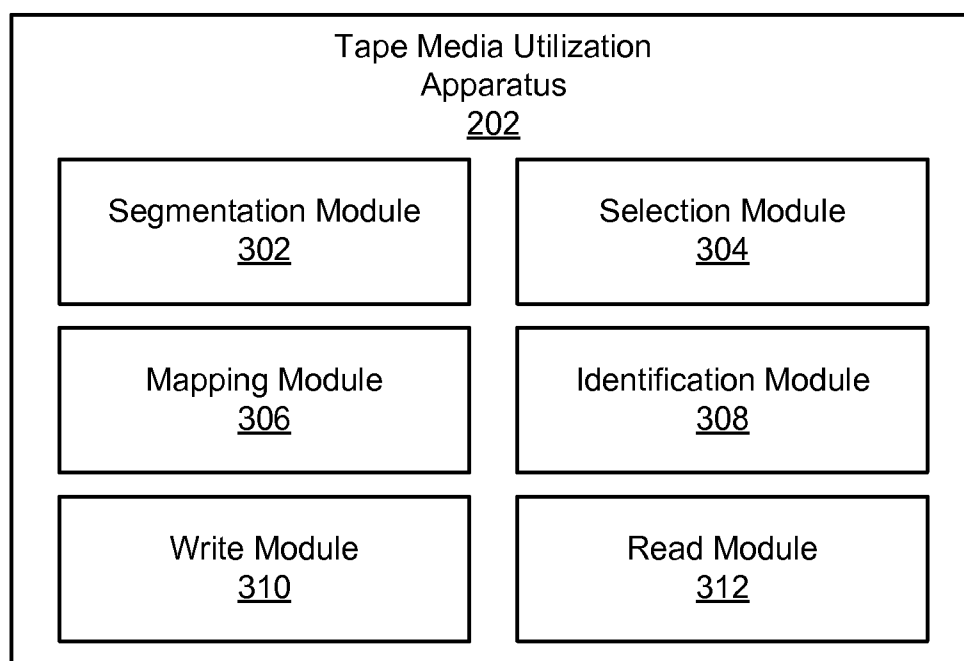 Tape Media Utilization
Apparatus
202
Segmentation Module
302
Selection Module
304
Mapping Module
306
Identification Module
308
Write Module
310
Read Module
312